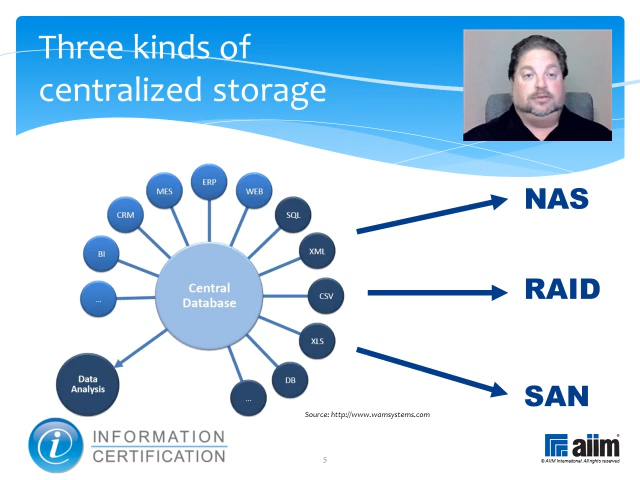 Three kinds of
centralized storage
ERP
MES
WEB
CRM
SQL
BI
XML
...
Central
Database
CSV
XLS
Data
Analysis
DB
...
NAS
RAID
SAN
Source: http://www.wamsystems.com
i
INFORMATION
CERTIFICATION
5
aiim
© AIIM International. All rights reserved